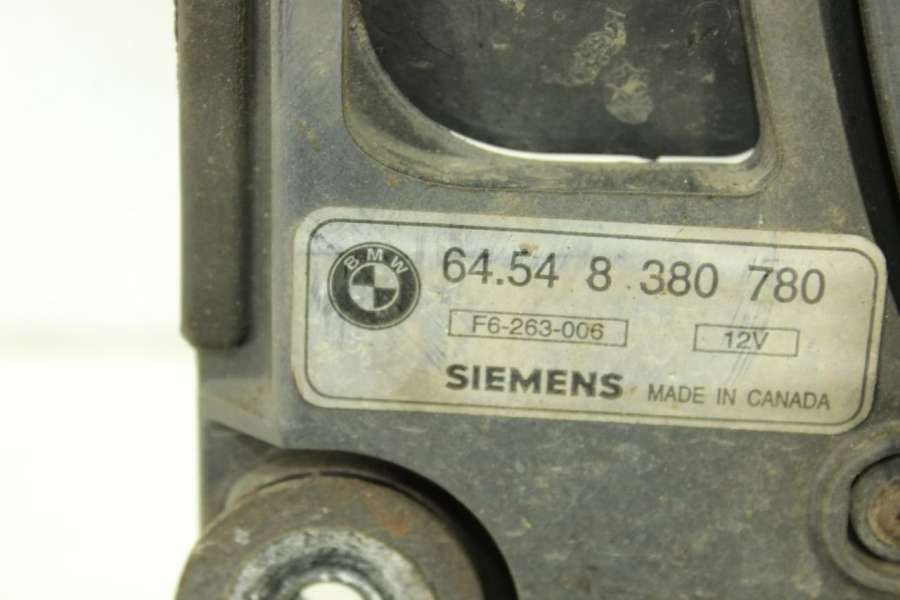 BMW 64.54 8 380 780
F6-263-006 12V
SIEMENS MADE IN CANADA